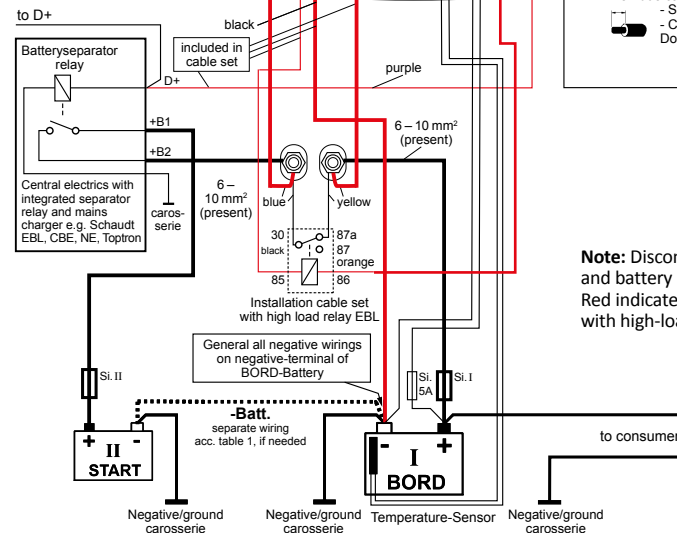 to D+
black
included in
cable set
- S
- C
Do
Batteryseparator
relay
D+
purple
+B1
+B2
6 – 10 mm²
(present)
Central electrics with
integrated separator
relay and mains
charger e.g. Schaudt
EBL, CBE, NE, Toptron
caros-
serie
6 –
10 mm²
(present)
blue
yellow
30
87a
black
87
orange
85
86
Installation cable set
with high load relay EBL
Note: Discon
and battery
Red indicate
with high-loa
General all negative wirings
on negative-terminal of
BORD-Battery
Si. II
Si.
5A
Si. I
-Batt.
separate wiring
acc. table 1, if needed
+
-
II
START
-
+
I
BORD
to consumer
Negative/ground
carosserie
Negative/ground
carosserie
Temperature-Sensor
Negative/ground
carosserie